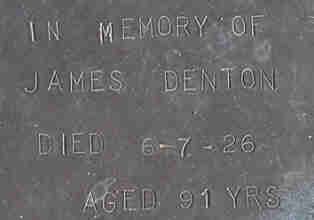 IN MEMORY OF
JAMES DENTON
DIED 6-7-26
AGED 91 YRS